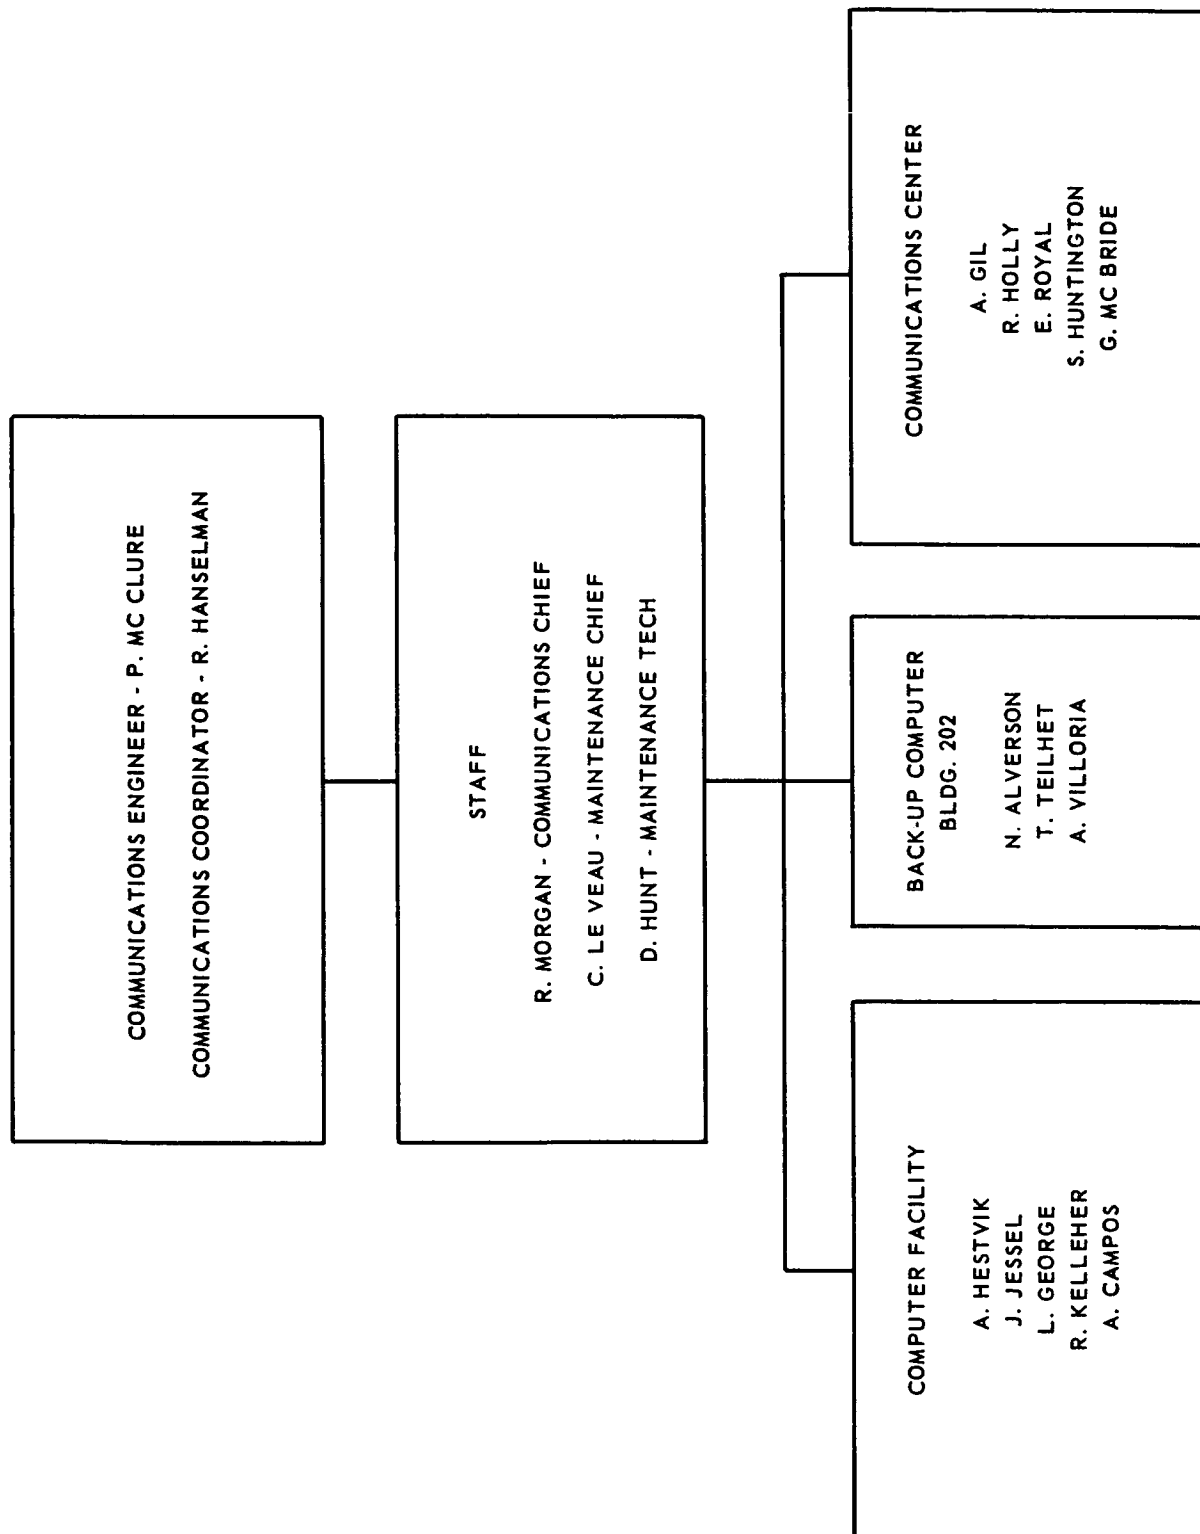 COMMUNICATIONS ENGINEER - P. MC CLURE
COMMUNICATIONS COORDINATOR - R. HANSELMAN
STAFF
R. MORGAN - COMMUNICATIONS CHIEF
C. LE VEAU - MAINTENANCE CHIEF
D. HUNT - MAINTENANCE TECH
COMPUTER FACILITY
A. HESTVIK
J. JESSEL
L. GEORGE
R. KELLEHER
A. CAMPOS
BACK-UP COMPUTER
BLDG. 202
N. ALVERSON
T. TEILHET
A. VILLORIA
COMMUNICATIONS CENTER
A. GIL
R. HOLLY
E. ROYAL
S. HUNTINGTON
G. MC BRIDE